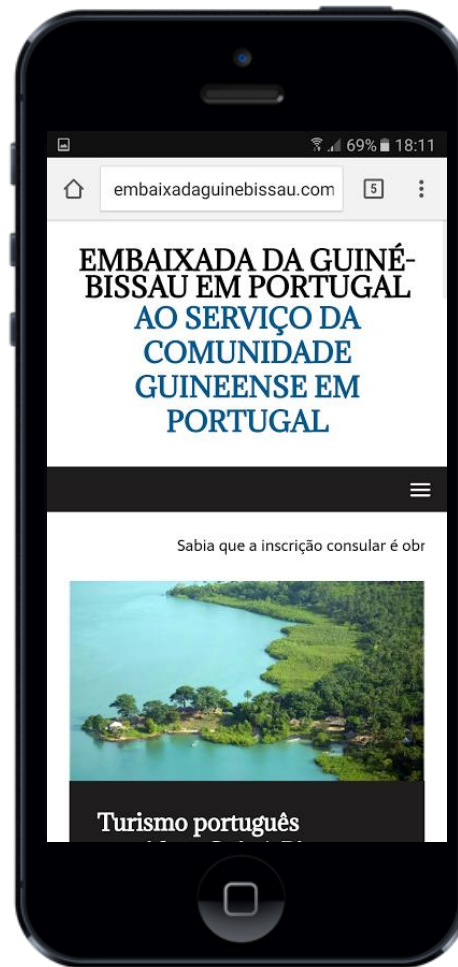 69% 18:11
embaixadaguinebissau.com 5
EMBAIXADA DA GUINÉ-
BISSAU EM PORTUGAL
AO SERVIÇO DA
COMUNIDADE
GUINEENSE EM
PORTUGAL
Sabia que a inscrição consular é obr
Turismo português